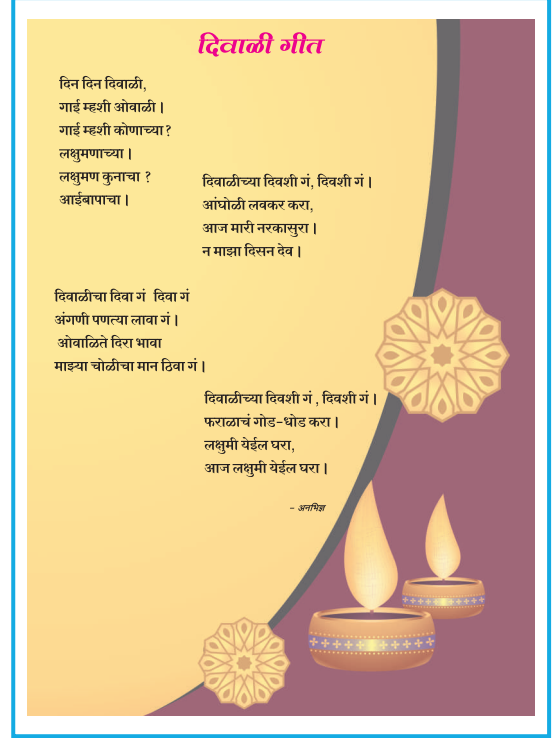 दिवाळी गीत
दिन दिन दिवाळी,
गाई म्हशी ओवाळी ।
गाई म्हशी कोणाच्या?
लक्षुमणाच्या ।
लक्षुमण कुनाचा ?
आईबापाचा ।
दिवाळीच्या दिवशी गं, दिवशी गं ।
आंघोळी लवकर करा,
आज मारी नरकासुरा ।
न माझा दिसन देव ।
दिवाळीचा दिवा गं दिवा गं
अंगणी पणत्या लावा गं ।
ओवाळिते दिरा भावा
माझ्या चोळीचा मान ठिवा गं ।
दिवाळीच्या दिवशी गं , दिवशी गं ।
फराळाचं गोड-धोड करा ।
लक्षुमी येईल घरा,
आज लक्षुमी येईल घरा ।
- अनभिज्ञ